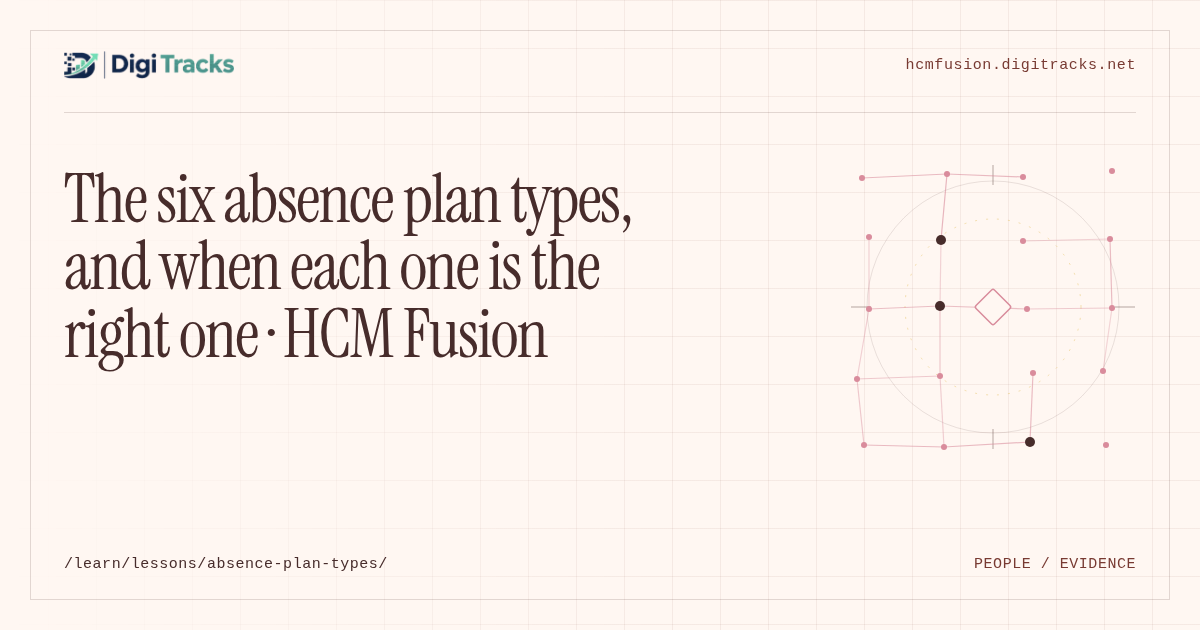 Digi Tracks
hcmfusion.digitracks.net
The six absence plan types,
and when each one is the
right one · HCM Fusion
/learn/lessons/absence-plan-types/
PEOPLE / EVIDENCE